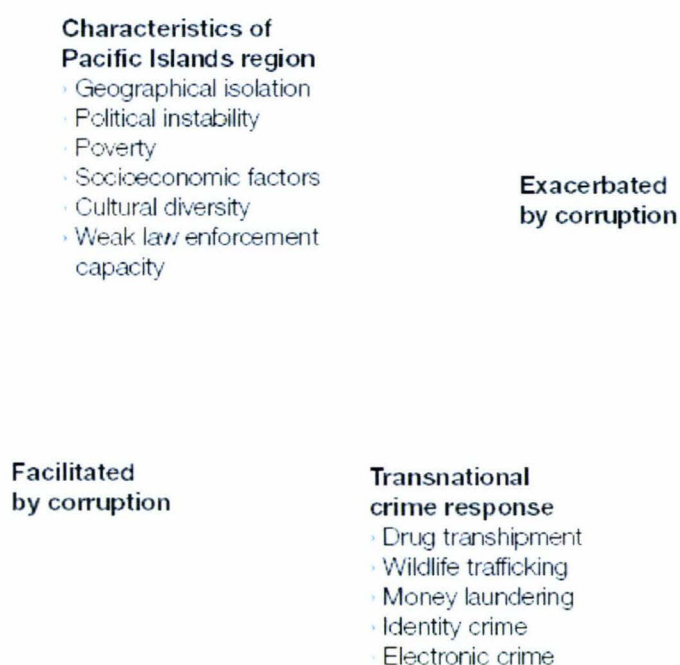 Characteristics of
Pacific Islands region
› Geographical isolation
› Political instability
› Poverty
› Socioeconomic factors
› Cultural diversity
› Weak law enforcement
capacity
Exacerbated
by corruption
Facilitated
by corruption
Transnational
crime response
› Drug transhipment
› Wildlife trafficking
› Money laundering
› Identity crime
› Electronic crime